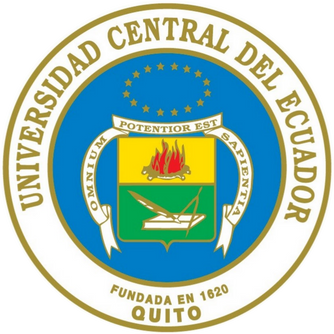 UNIVERSIDAD CENTRAL DEL ECUADOR
OMNIUM POTENTIOR EST SAPIENTIA
FUNDADA EN 1620
QUITO